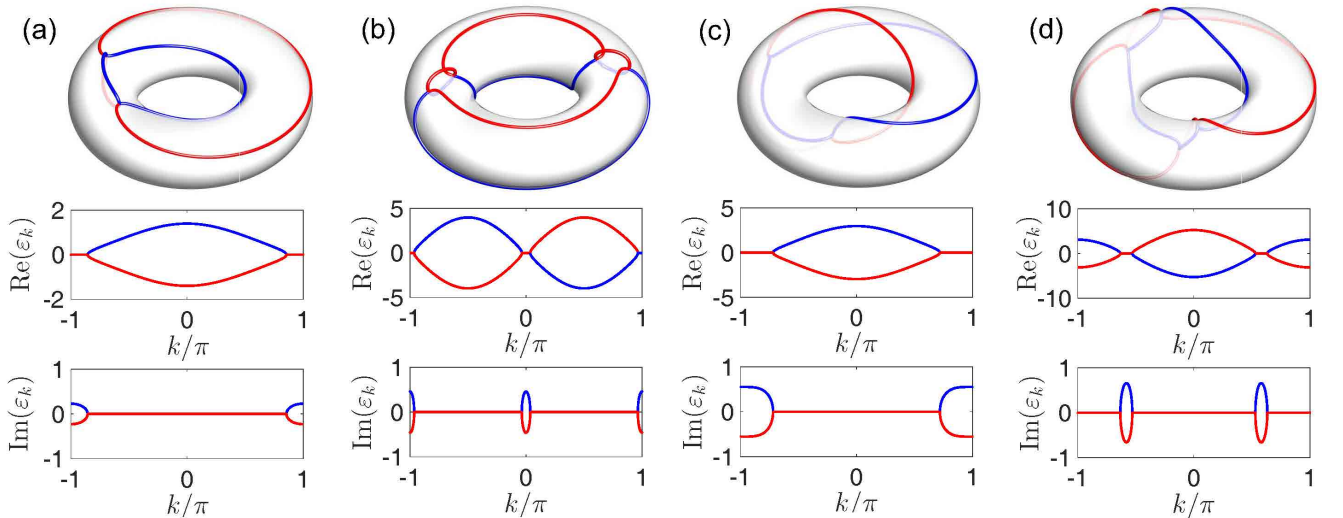 (a) (b) (c) (d)
2 5 5 10
Re(εₖ) 0 Re(εₖ) 0 Re(εₖ) 0 Re(εₖ) 0
-2 -5 -5 -10
-1 0 1 -1 0 1 -1 0 1 -1 0 1
k/π k/π k/π k/π
1 1 1 1
Im(εₖ) 0 Im(εₖ) 0 Im(εₖ) 0 Im(εₖ) 0
-1 -1 -1 -1
-1 0 1 -1 0 1 -1 0 1 -1 0 1
k/π k/π k/π k/π